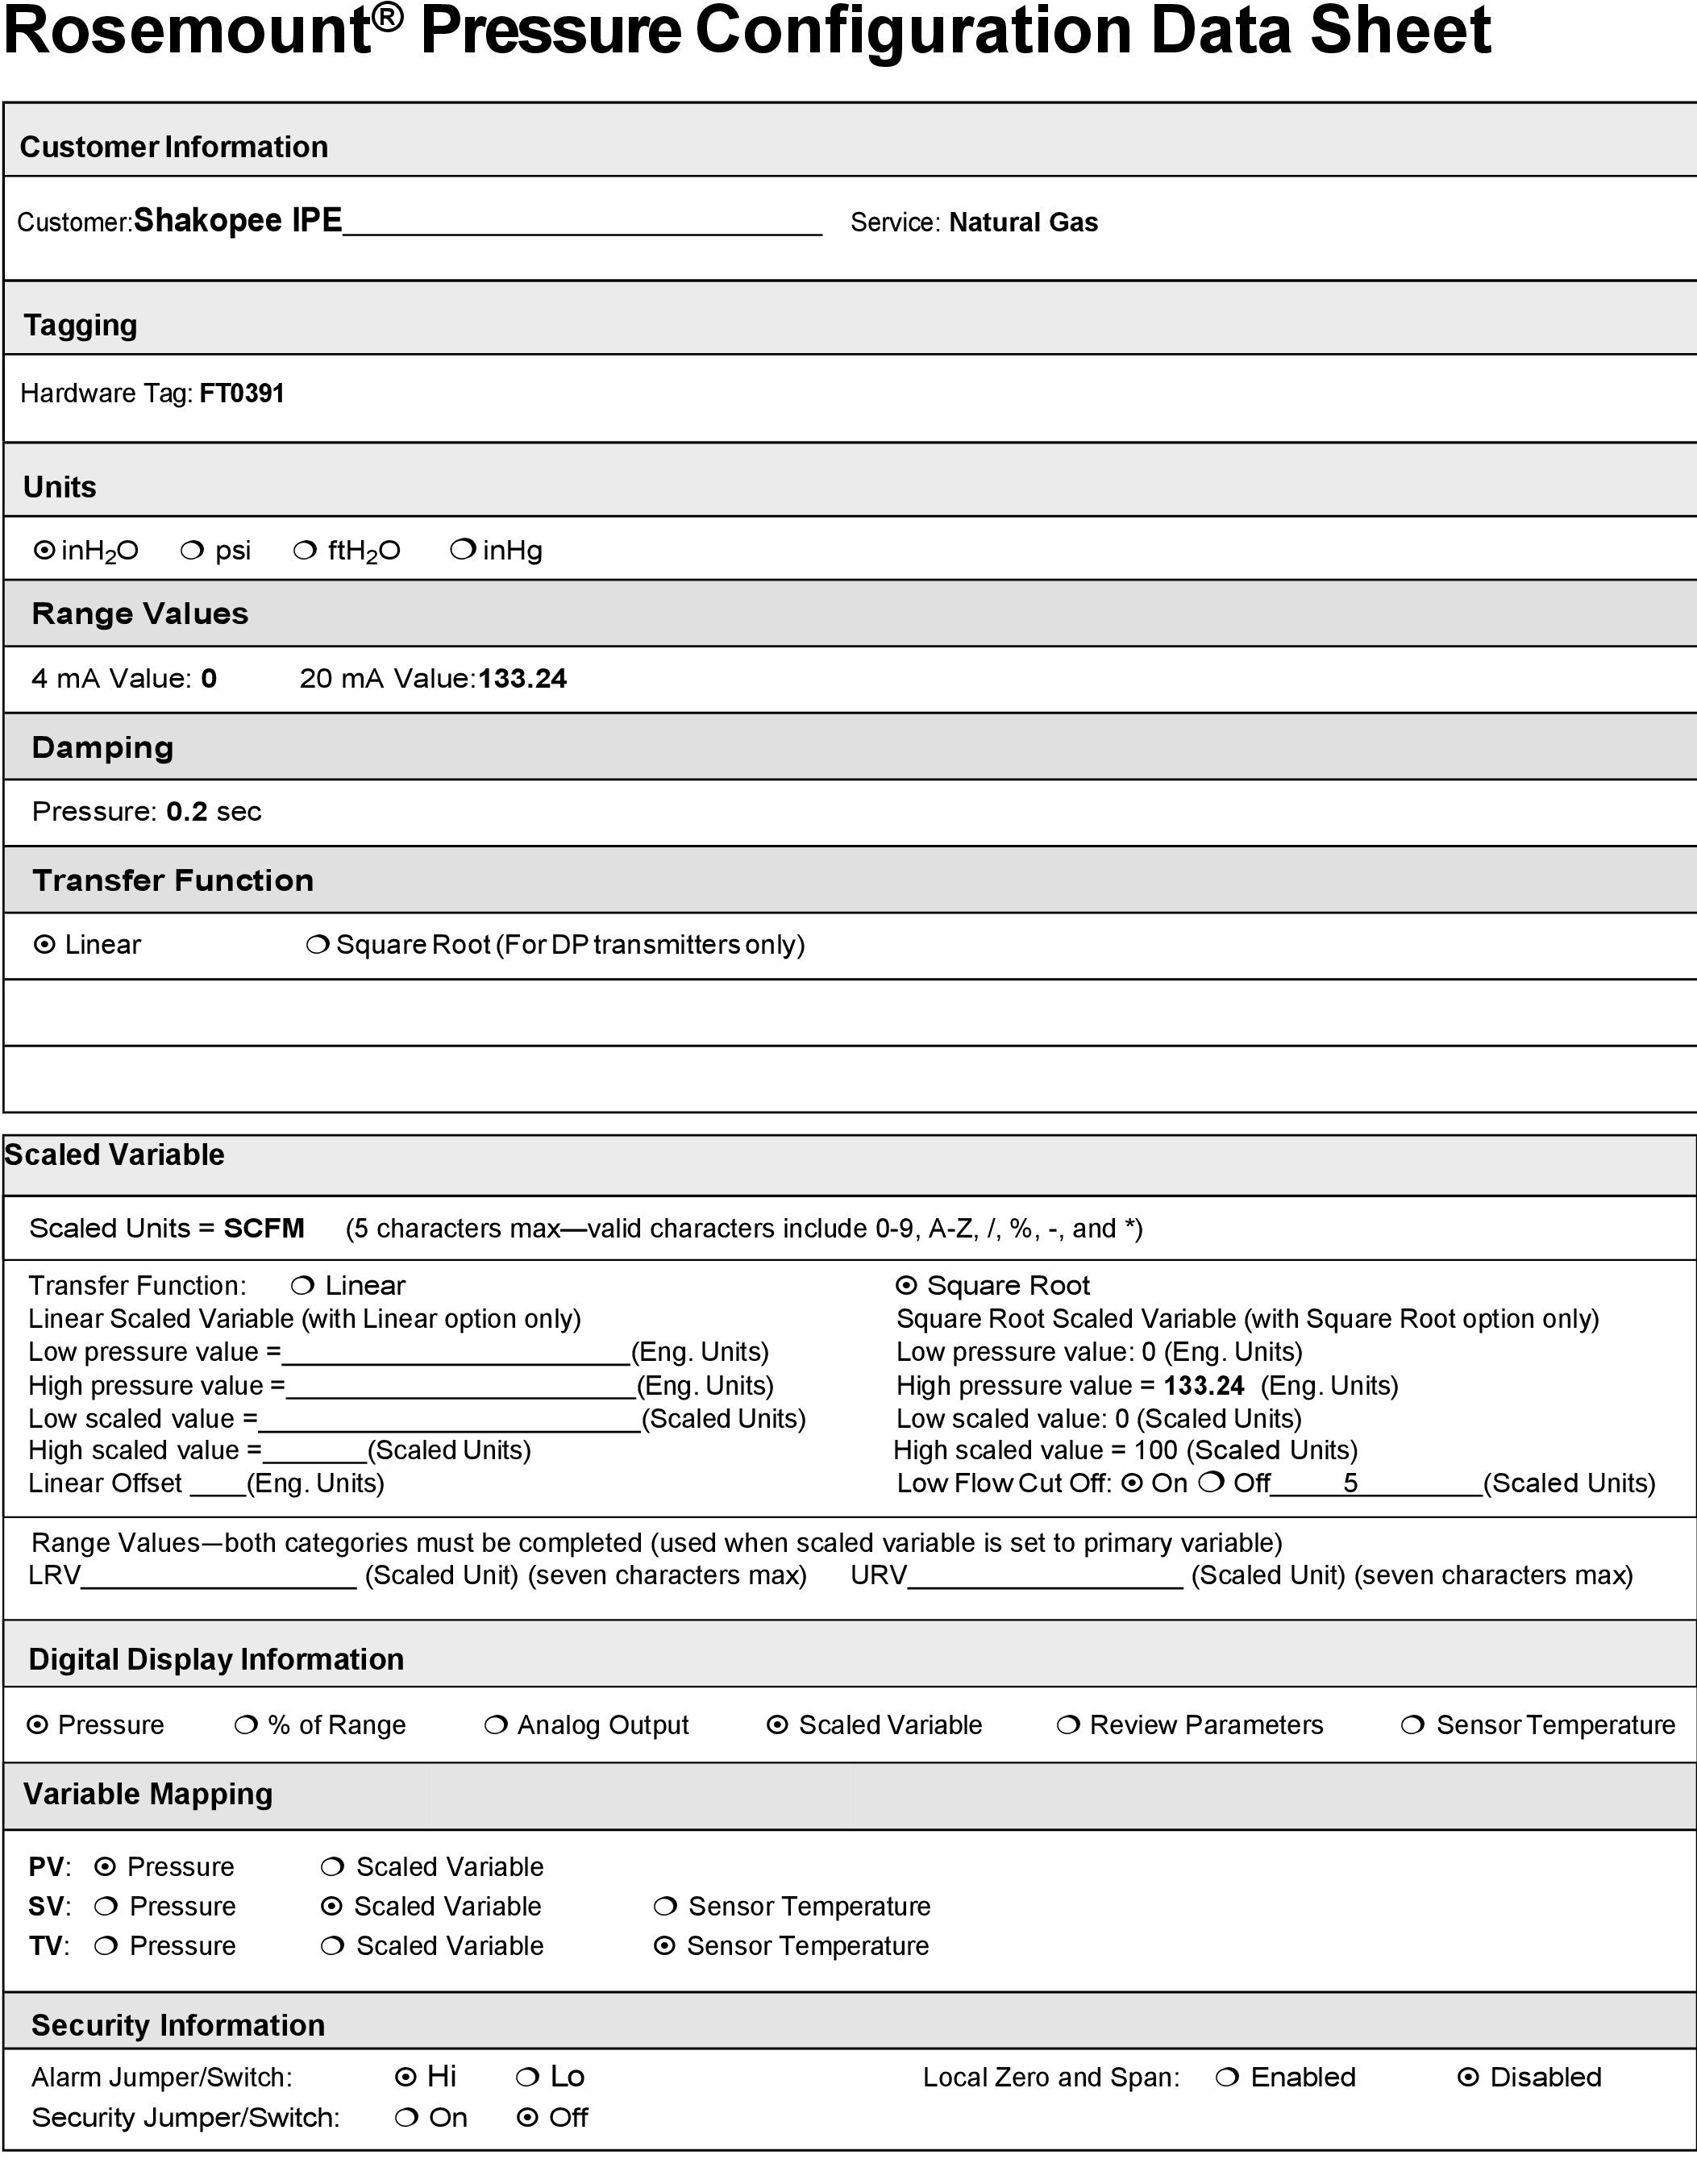 Rosemount® Pressure Configuration Data Sheet
Customer Information
Customer:Shakopee IPE______________________________ Service: Natural Gas
Tagging
Hardware Tag: FT0391
Units
☉ inH₂O ❍ psi ❍ ftH₂O ❍ inHg
Range Values
4 mA Value: 0 20 mA Value:133.24
Damping
Pressure: 0.2 sec
Transfer Function
☉ Linear ❍ Square Root (For DP transmitters only)
Scaled Variable
Scaled Units = SCFM (5 characters max—valid characters include 0-9, A-Z, /, %, -, and *)
Transfer Function: ❍ Linear ☉ Square Root
Linear Scaled Variable (with Linear option only) Square Root Scaled Variable (with Square Root option only)
Low pressure value =_________________________(Eng. Units) Low pressure value: 0 (Eng. Units)
High pressure value =_________________________(Eng. Units) High pressure value = 133.24 (Eng. Units)
Low scaled value =___________________________(Scaled Units) Low scaled value: 0 (Scaled Units)
High scaled value =_______(Scaled Units) High scaled value = 100 (Scaled Units)
Linear Offset ____(Eng. Units) Low Flow Cut Off: ☉ On ❍ Off_____5_________(Scaled Units)
Range Values—both categories must be completed (used when scaled variable is set to primary variable)
LRV___________________ (Scaled Unit) (seven characters max) URV___________________ (Scaled Unit) (seven characters max)
Digital Display Information
☉ Pressure ❍ % of Range ❍ Analog Output ☉ Scaled Variable ❍ Review Parameters ❍ Sensor Temperature
Variable Mapping
PV: ☉ Pressure ❍ Scaled Variable
SV: ❍ Pressure ☉ Scaled Variable ❍ Sensor Temperature
TV: ❍ Pressure ❍ Scaled Variable ☉ Sensor Temperature
Security Information
Alarm Jumper/Switch: ☉ Hi ❍ Lo Local Zero and Span: ❍ Enabled ☉ Disabled
Security Jumper/Switch: ❍ On ☉ Off